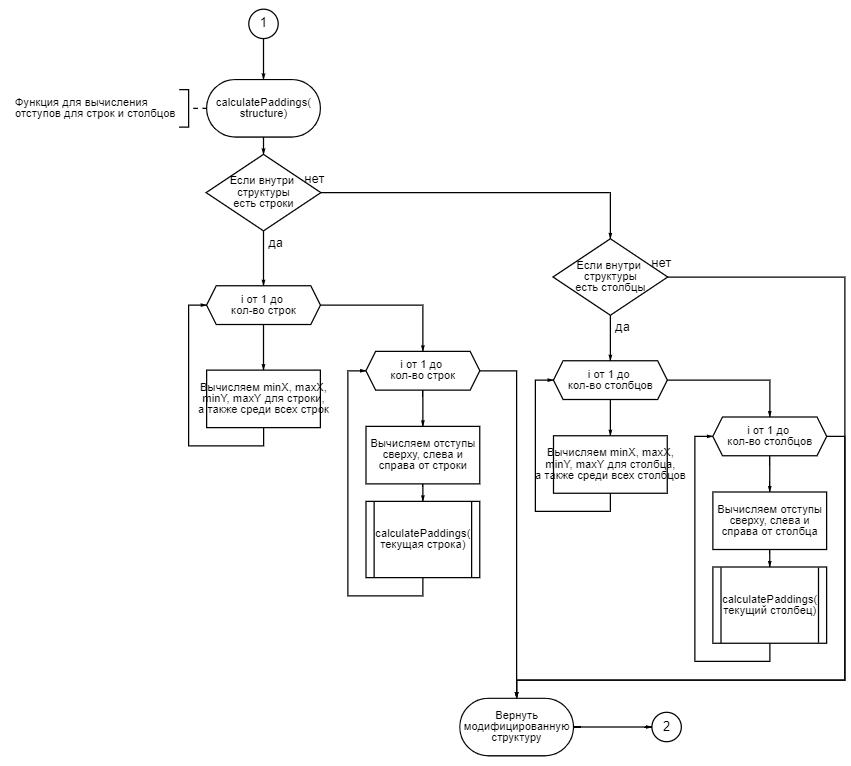 1
Функция для вычисления
отступов для строк и столбцов
calculatePaddings(
structure)
Если внутри
структуры
есть строки
нет
да
i от 1 до
кол-во строк
Вычисляем minX, maxX,
minY, maxY для строки,
а также среди всех строк
i от 1 до
кол-во строк
Вычисляем отступы
сверху, слева и
справа от строки
calculatePaddings(
текущая строка)
Если внутри
структуры
есть столбцы
нет
да
i от 1 до
кол-во столбцов
Вычисляем minX, maxX,
minY, maxY для столбца,
а также среди всех столбцов
i от 1 до
кол-во столбцов
Вычисляем отступы
сверху, слева и
справа от столбца
calculatePaddings(
текущий столбец)
Вернуть
модифицированную
структуру
2